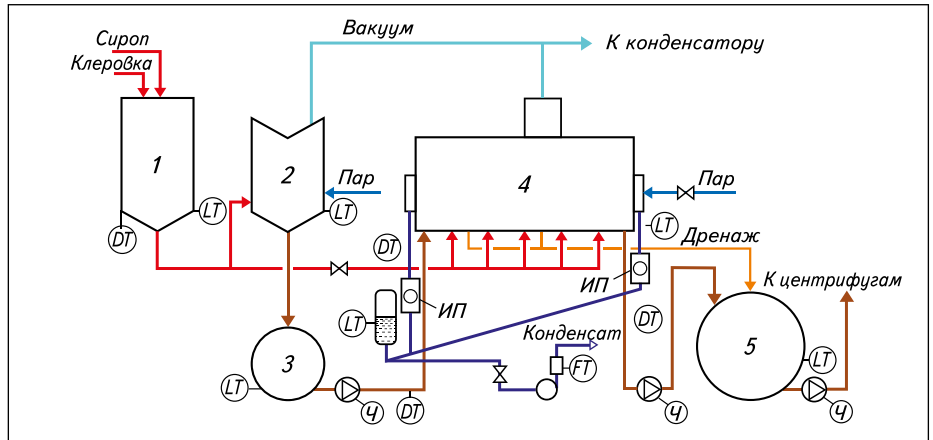 Вакуум
Сироп
К конденсатору
Клеровка
1
2
Пар
4
Пар
LT
LT
DT
DT
LT
Дренаж
ИП
К центрифугам
ИП
LT
Конденсат
DT
3
5
LT
FT
LT
Ч
DT
Ч
Ч